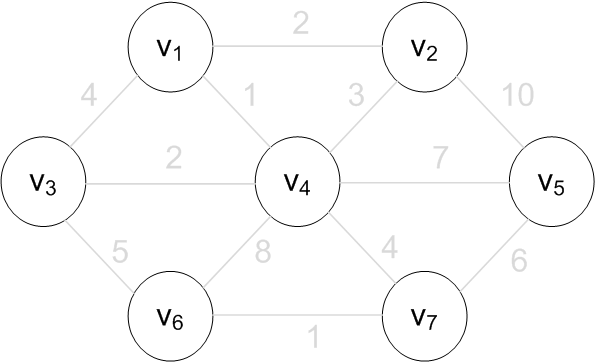 2
v₁ v₂
4 1 3 10
2 7
v₃ v₄ v₅
5 8 4 6
v₆ v₇
1